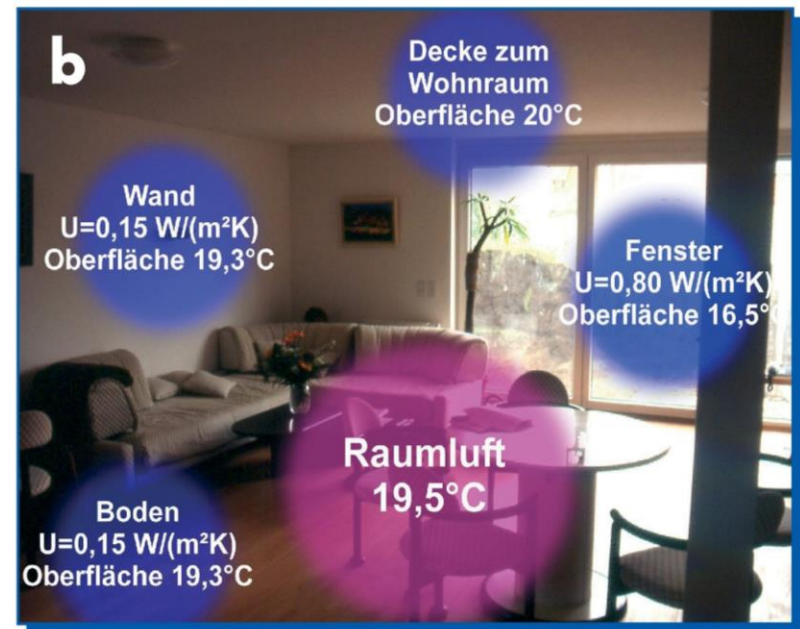 b
Decke zum
Wohnraum
Oberfläche 20°C
Wand
U=0,15 W/(m²K)
Oberfläche 19,3°C
Fenster
U=0,80 W/(m²K)
Oberfläche 16,5°
Raumluft
19,5°C
Boden
U=0,15 W/(m²K)
Oberfläche 19,3°C